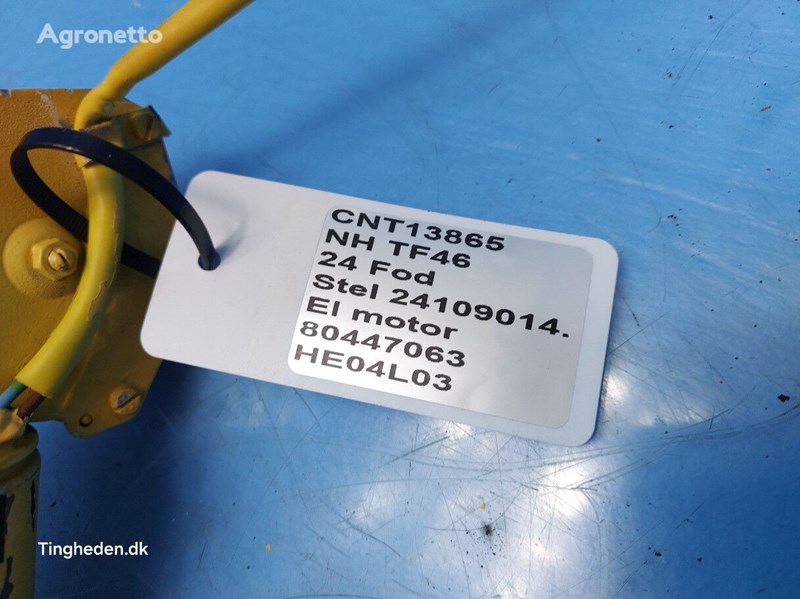 Agronetto
CNT13865
NH TF46
24 Fod
Stel 24109014.
El motor
80447063
HE04L03
Tingheden.dk